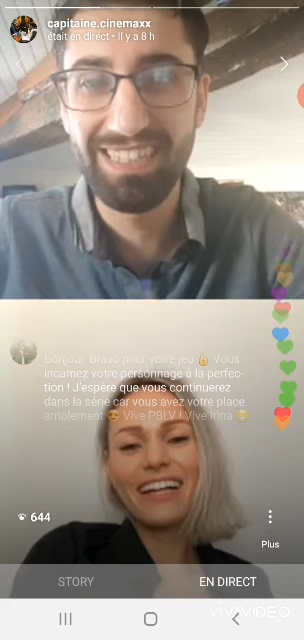 capitaine.cinemaxx
était en direct • Il y a 8 h
Bonjour. Bravo pour votre jeu 👌 Vous
incarnez votre personnage à la perfec-
tion ! J'espère que vous continuerez
dans la série car vous avez votre place
amplement 😍 Vive PBLV ! Vive Irina 😁
644
Plus
STORY
EN DIRECT
VIVAVIDEO